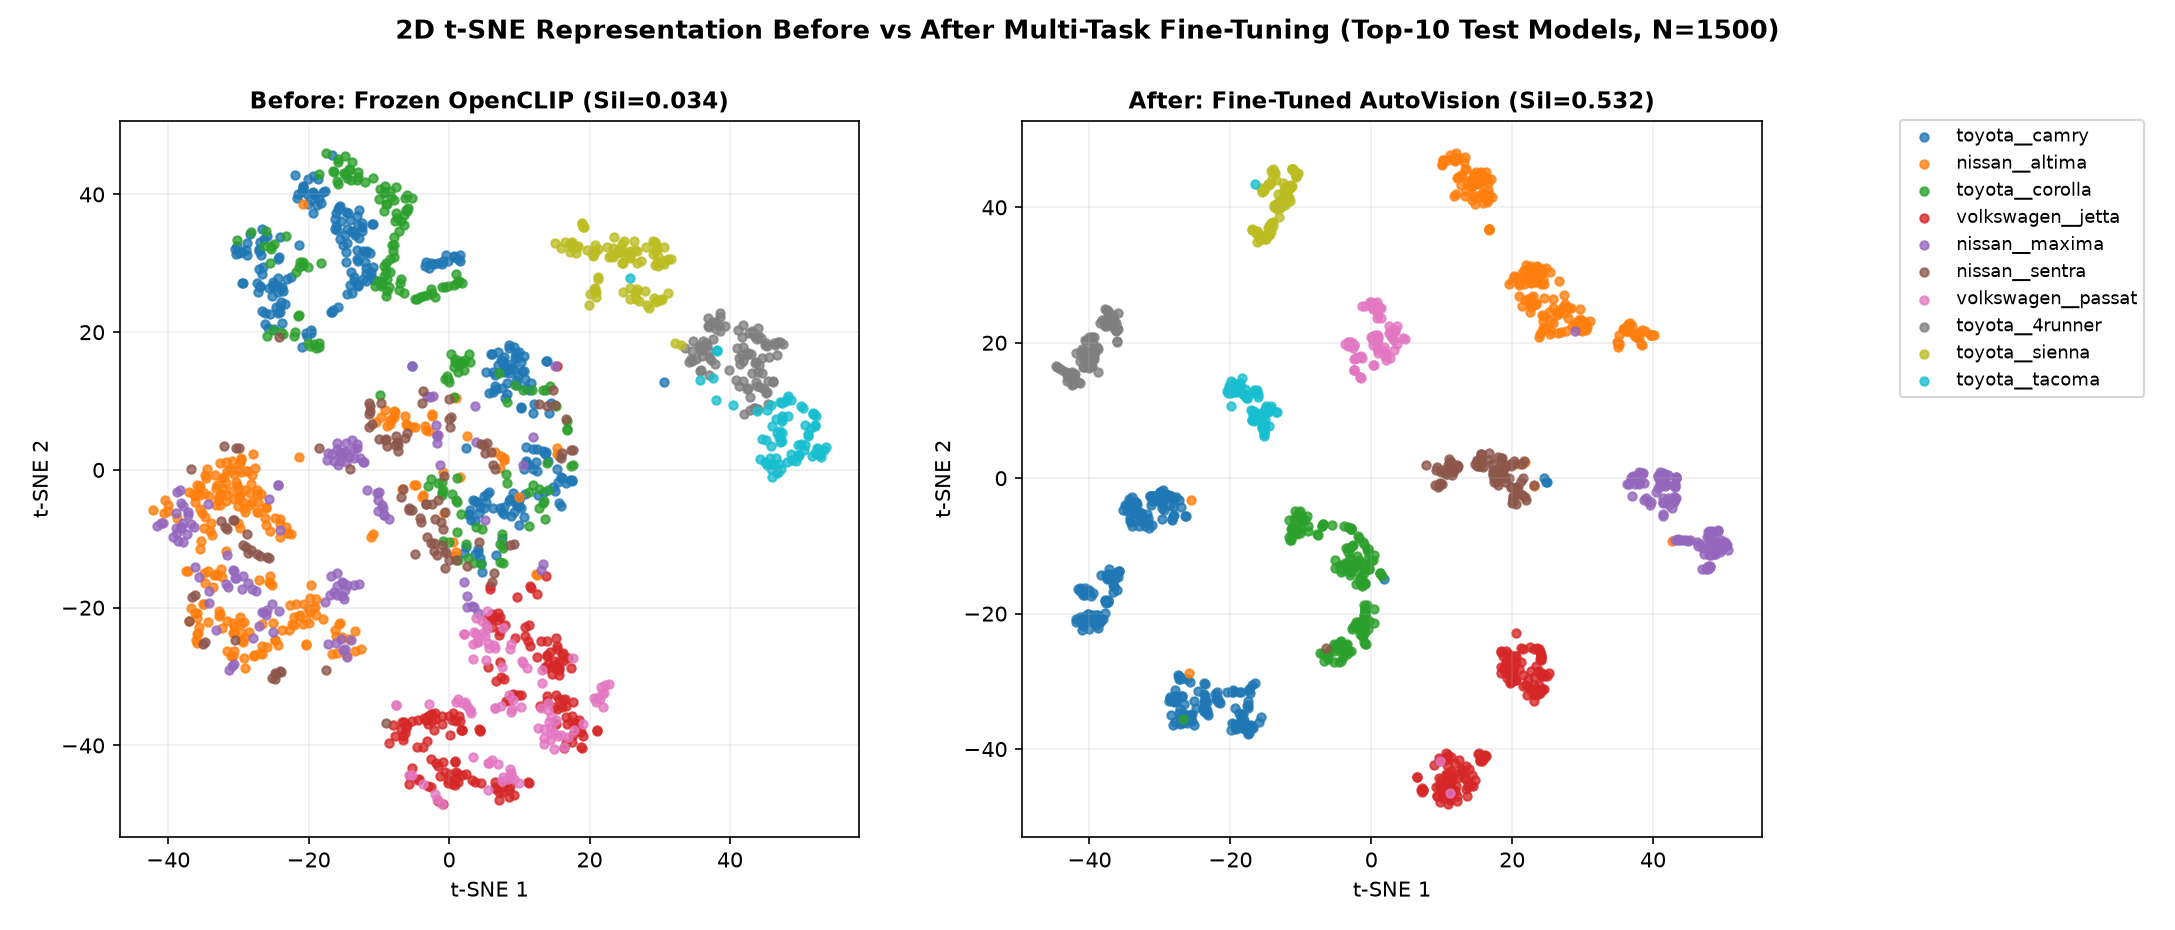 2D t-SNE Representation Before vs After Multi-Task Fine-Tuning (Top-10 Test Models, N=1500)
Before: Frozen OpenCLIP (Sil=0.034)
t-SNE 2
40
20
0
−20
−40
−40
−20
0
20
40
t-SNE 1
After: Fine-Tuned AutoVision (Sil=0.532)
t-SNE 2
40
20
0
−20
−40
−40
−20
0
20
40
t-SNE 1
toyota__camry
nissan__altima
toyota__corolla
volkswagen__jetta
nissan__maxima
nissan__sentra
volkswagen__passat
toyota__4runner
toyota__sienna
toyota__tacoma